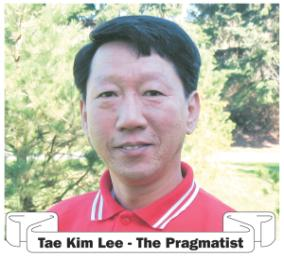 Tae Kim Lee - The Pragmatist